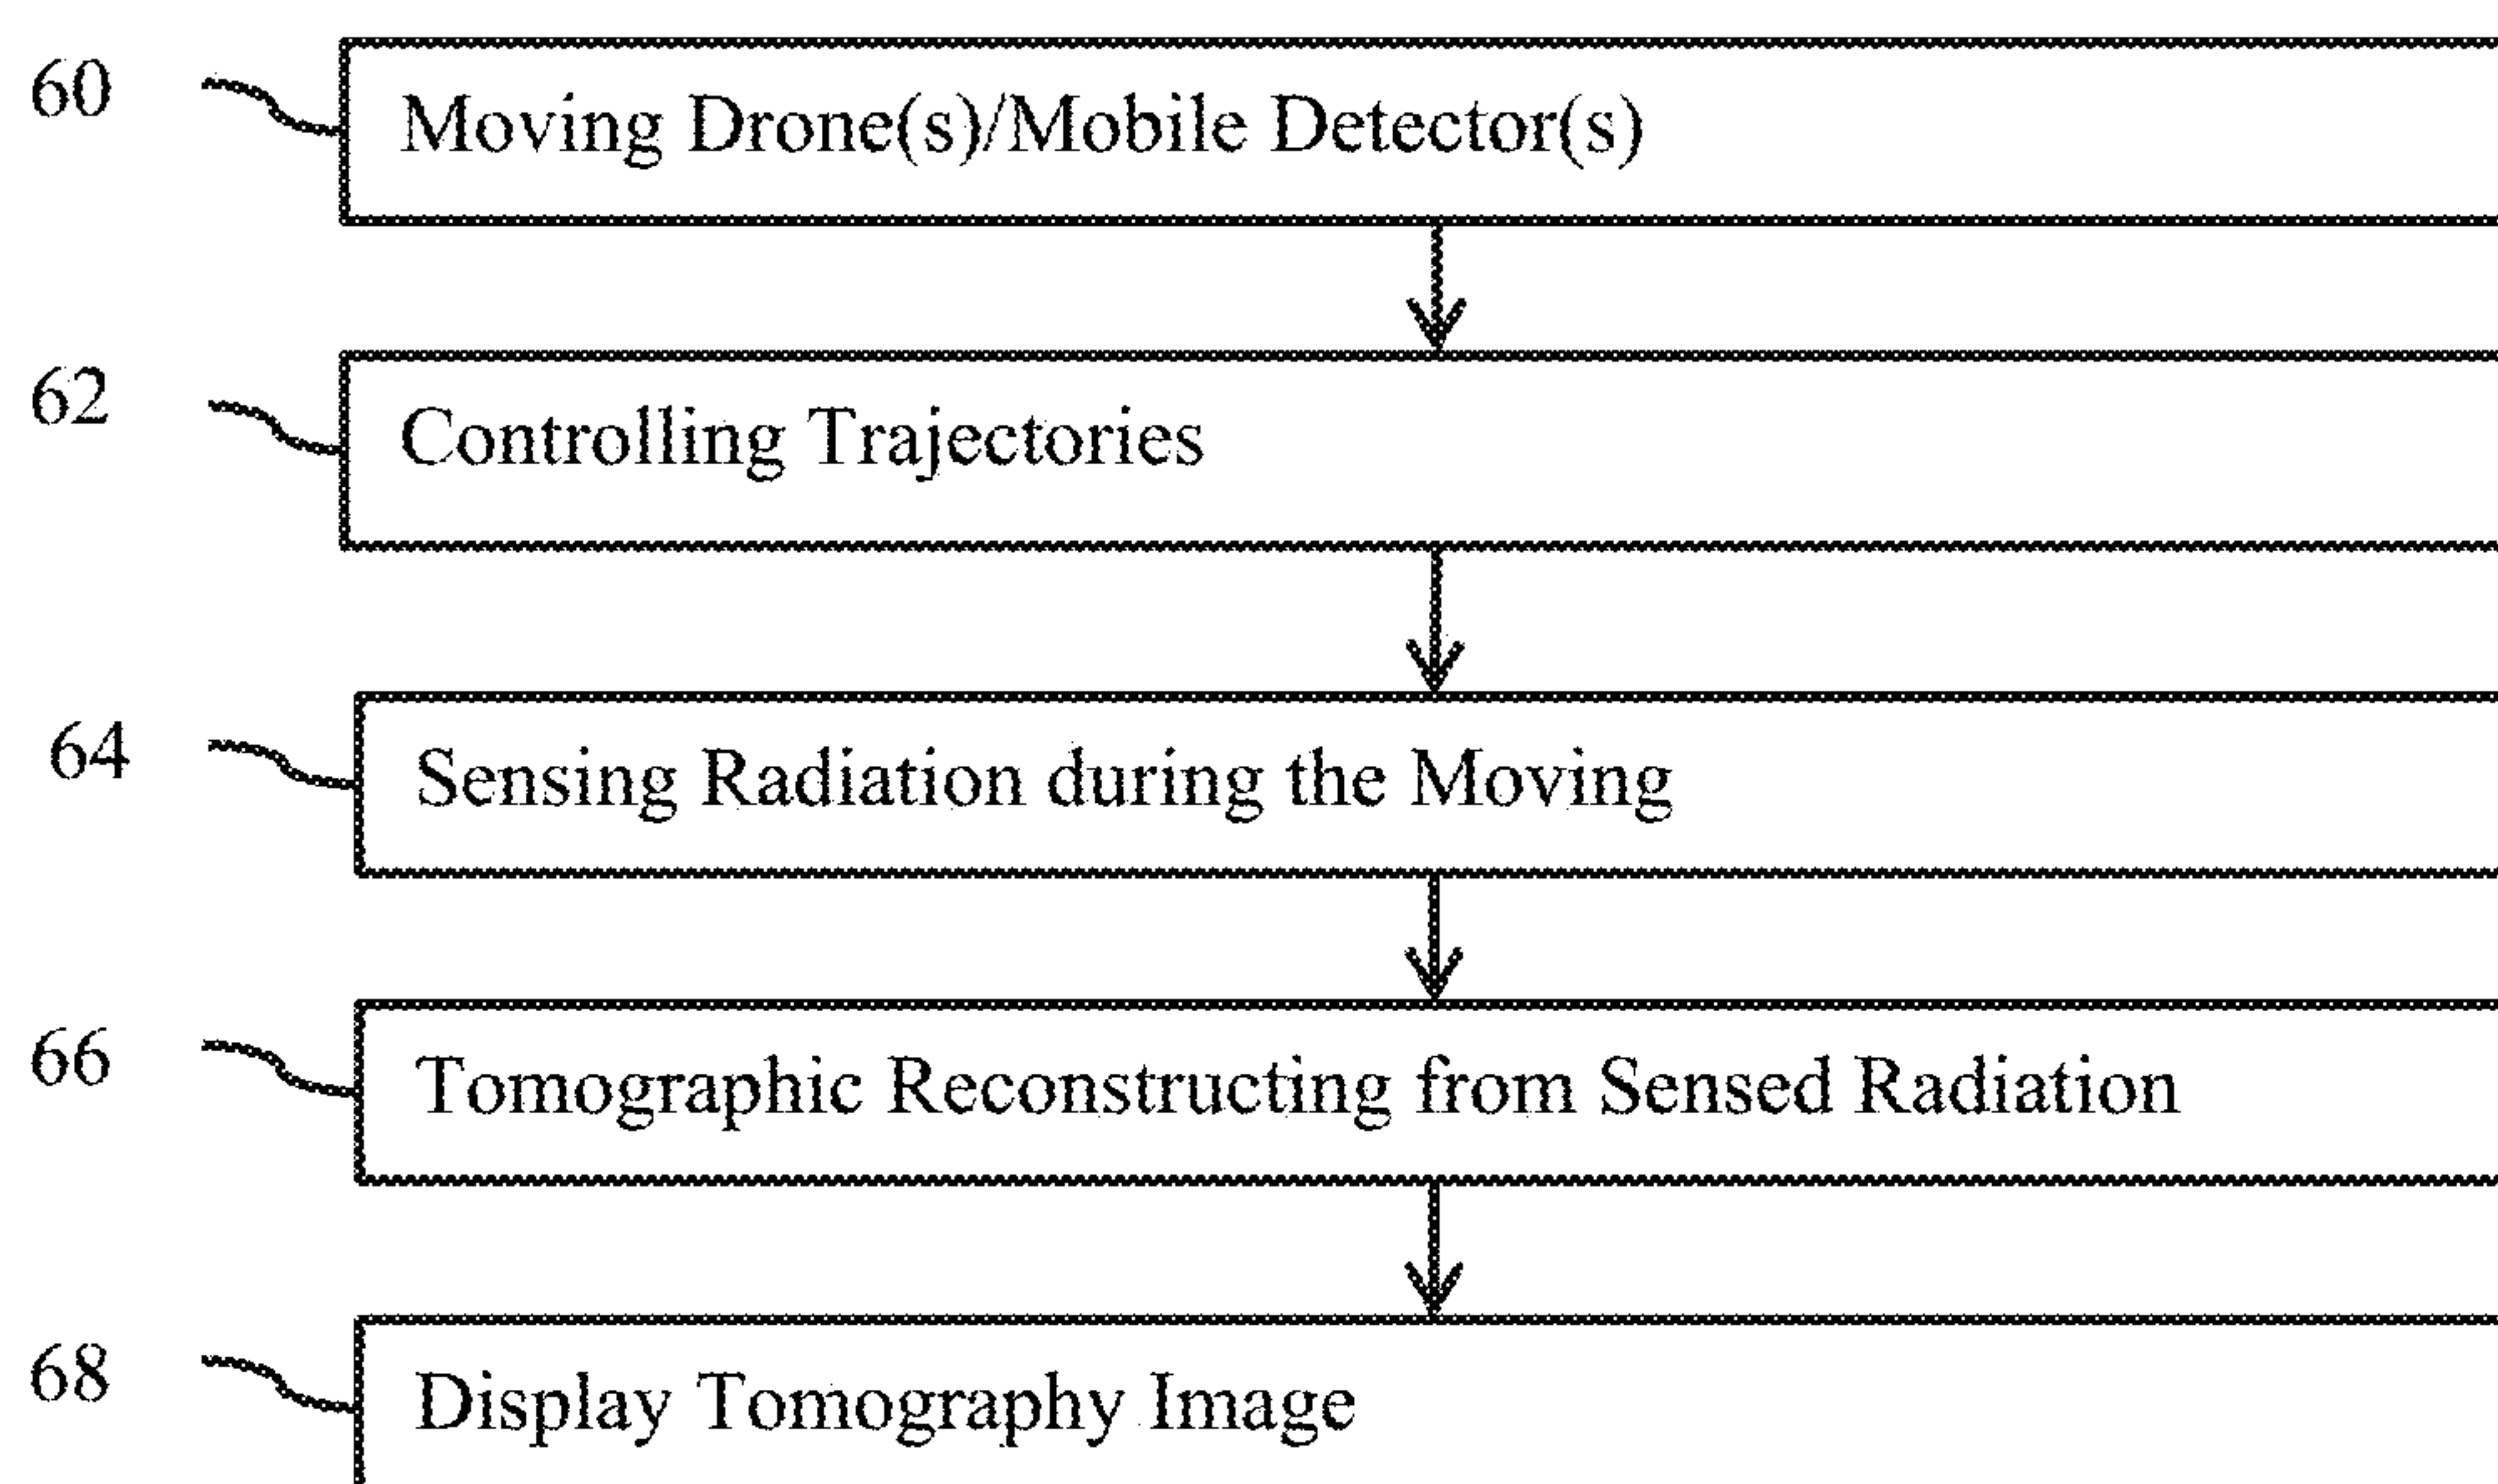 60 Moving Drone(s)/Mobile Detector(s)
62 Controlling Trajectories
64 Sensing Radiation during the Moving
66 Tomographic Reconstructing from Sensed Radiation
68 Display Tomography Image